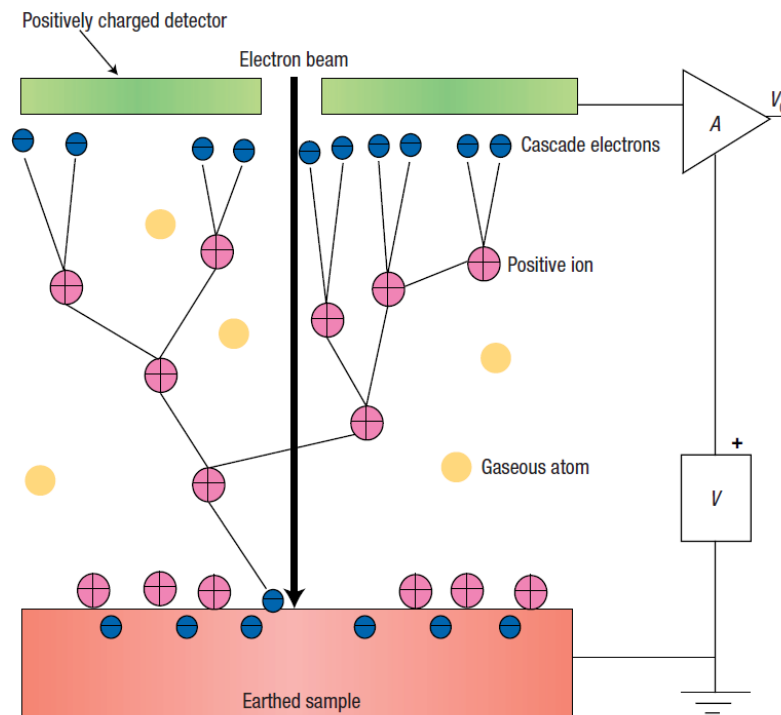 Positively charged detector
Electron beam
A
Cascade electrons
Positive ion
Gaseous atom
+
V
Earthed sample